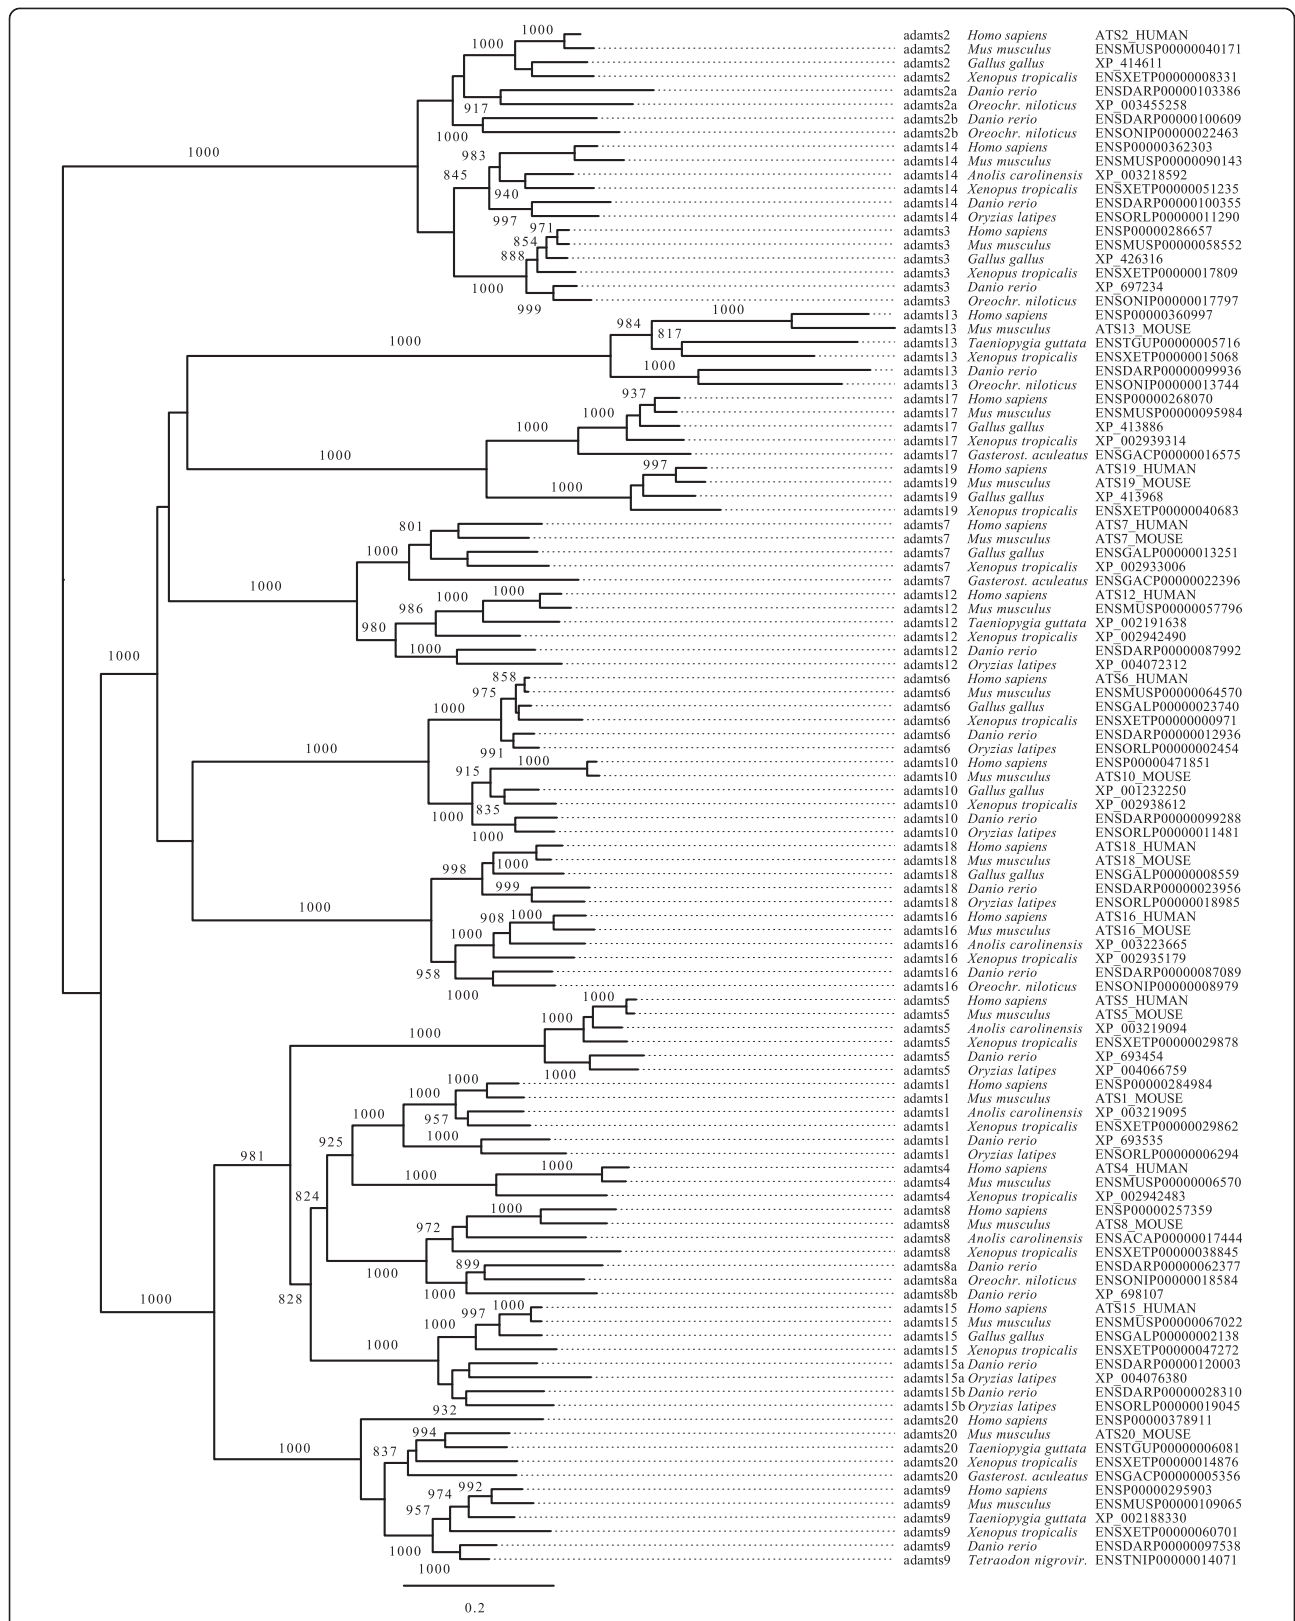 adamts2 Homo sapiens ATS2_HUMAN
adamts2 Mus musculus ENSMUSP00000040171
adamts2 Gallus gallus XP_414611
adamts2 Xenopus tropicalis ENSXETP00000008331
adamts2a Danio rerio ENSDARP00000103386
adamts2a Oreochr. niloticus XP_003455258
adamts2b Danio rerio ENSDARP00000100609
adamts2b Oreochr. niloticus ENSONIP00000022463
adamts14 Homo sapiens ENSP00000362303
adamts14 Mus musculus ENSMUSP00000090143
adamts14 Anolis carolinensis XP_003218592
adamts14 Xenopus tropicalis ENSXETP00000051235
adamts14 Danio rerio ENSDARP00000100355
adamts14 Oryzias latipes ENSORLP00000011290
adamts3 Homo sapiens ENSP00000286657
adamts3 Mus musculus ENSMUSP00000058552
adamts3 Gallus gallus XP_426316
adamts3 Xenopus tropicalis ENSXETP00000017809
adamts3 Danio rerio XP_697234
adamts3 Oreochr. niloticus ENSONIP00000017797
adamts13 Homo sapiens ENSP00000360997
adamts13 Mus musculus ATS13_MOUSE
adamts13 Taeniopygia guttata ENSTGUP00000005716
adamts13 Xenopus tropicalis ENSXETP00000015068
adamts13 Danio rerio ENSDARP00000099936
adamts13 Oreochr. niloticus ENSONIP00000013744
adamts17 Homo sapiens ENSP00000268070
adamts17 Mus musculus ENSMUSP00000095984
adamts17 Gallus gallus XP_413886
adamts17 Xenopus tropicalis XP_002939314
adamts17 Gasterost. aculeatus ENSGACP00000016575
adamts19 Homo sapiens ATS19_HUMAN
adamts19 Mus musculus ATS19_MOUSE
adamts19 Gallus gallus XP_413968
adamts19 Xenopus tropicalis ENSXETP00000040683
adamts7 Homo sapiens ATS7_HUMAN
adamts7 Mus musculus ATS7_MOUSE
adamts7 Gallus gallus ENSGALP00000013251
adamts7 Xenopus tropicalis XP_002933006
adamts7 Gasterost. aculeatus ENSGACP00000022396
adamts12 Homo sapiens ATS12_HUMAN
adamts12 Mus musculus ENSMUSP00000057796
adamts12 Taeniopygia guttata XP_002191638
adamts12 Xenopus tropicalis XP_002942490
adamts12 Danio rerio ENSDARP00000087992
adamts12 Oryzias latipes XP_004072312
adamts6 Homo sapiens ATS6_HUMAN
adamts6 Mus musculus ENSMUSP00000064570
adamts6 Gallus gallus ENSGALP00000023740
adamts6 Xenopus tropicalis ENSXETP00000000971
adamts6 Danio rerio ENSDARP00000012936
adamts6 Oryzias latipes ENSORLP00000002454
adamts10 Homo sapiens ENSP00000471851
adamts10 Mus musculus ATS10_MOUSE
adamts10 Gallus gallus XP_001232250
adamts10 Xenopus tropicalis XP_002938612
adamts10 Danio rerio ENSDARP00000099288
adamts10 Oryzias latipes ENSORLP00000011481
adamts18 Homo sapiens ATS18_HUMAN
adamts18 Mus musculus ATS18_MOUSE
adamts18 Gallus gallus ENSGALP00000008559
adamts18 Danio rerio ENSDARP00000023956
adamts18 Oryzias latipes ENSORLP00000018985
adamts16 Homo sapiens ATS16_HUMAN
adamts16 Mus musculus ATS16_MOUSE
adamts16 Anolis carolinensis XP_003223665
adamts16 Xenopus tropicalis XP_002935179
adamts16 Danio rerio ENSDARP00000087089
adamts16 Oreochr. niloticus ENSONIP00000008979
adamts5 Homo sapiens ATS5_HUMAN
adamts5 Mus musculus ATS5_MOUSE
adamts5 Anolis carolinensis XP_003219094
adamts5 Xenopus tropicalis ENSXETP00000029878
adamts5 Danio rerio XP_693454
adamts5 Oryzias latipes XP_004066759
adamts1 Homo sapiens ENSP00000284984
adamts1 Mus musculus ATS1_MOUSE
adamts1 Anolis carolinensis XP_003219095
adamts1 Xenopus tropicalis ENSXETP00000029862
adamts1 Danio rerio XP_693535
adamts1 Oryzias latipes ENSORLP00000006294
adamts4 Homo sapiens ATS4_HUMAN
adamts4 Mus musculus ENSMUSP00000006570
adamts4 Xenopus tropicalis XP_002942483
adamts8 Homo sapiens ENSP00000257359
adamts8 Mus musculus ATS8_MOUSE
adamts8 Anolis carolinensis ENSACAP00000017444
adamts8 Xenopus tropicalis ENSXETP00000038845
adamts8a Danio rerio ENSDARP00000062377
adamts8a Oreochr. niloticus ENSONIP00000018584
adamts8b Danio rerio XP_698107
adamts15 Homo sapiens ATS15_HUMAN
adamts15 Mus musculus ENSMUSP00000067022
adamts15 Gallus gallus ENSGALP00000002138
adamts15 Xenopus tropicalis ENSXETP00000047272
adamts15a Danio rerio ENSDARP00000120003
adamts15a Oryzias latipes XP_004076380
adamts15b Danio rerio ENSDARP00000028310
adamts15b Oryzias latipes ENSORLP00000019045
adamts20 Homo sapiens ENSP00000378911
adamts20 Mus musculus ATS20_MOUSE
adamts20 Taeniopygia guttata ENSTGUP00000006081
adamts20 Xenopus tropicalis ENSXETP00000014876
adamts20 Gasterost. aculeatus ENSGACP00000005356
adamts9 Homo sapiens ENSP00000295903
adamts9 Mus musculus ENSMUSP00000109065
adamts9 Taeniopygia guttata XP_002188330
adamts9 Xenopus tropicalis ENSXETP00000060701
adamts9 Danio rerio ENSDARP00000097538
adamts9 Tetraodon nigrovir. ENSTNIP00000014071
1000
1000
917
1000
1000
983
845
940
997
971
854
888
1000
999
1000
984
817
1000
1000
937
1000
1000
1000
997
1000
801
1000
1000
1000
1000
986
980
1000
1000
858
975
1000
991
1000
1000
915
835
1000
1000
998
1000
999
1000
908
1000
1000
958
1000
1000
1000
1000
1000
1000
1000
1000
957
1000
925
981
1000
1000
824
1000
972
899
1000
1000
828
1000
1000
997
1000
1000
932
994
837
1000
992
974
957
1000
1000
0.2